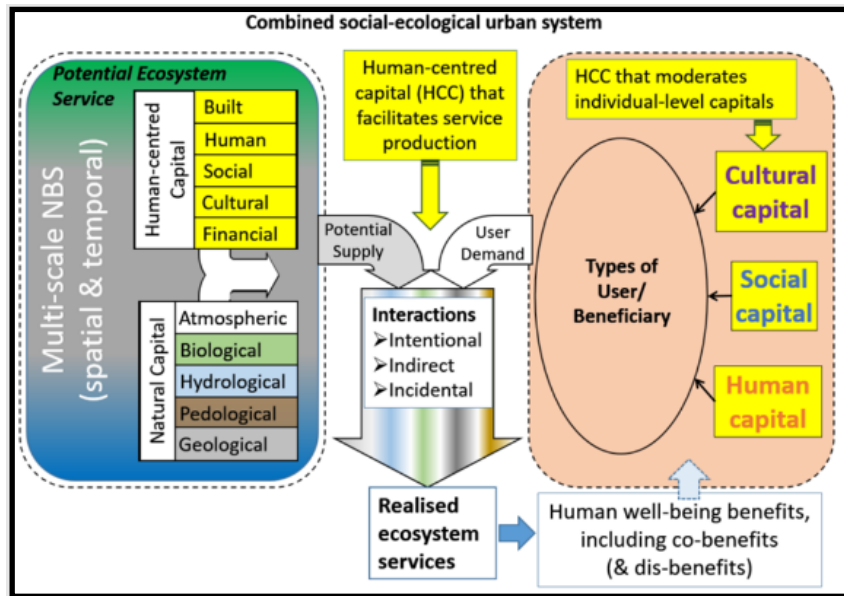 Combined social-ecological urban system
Potential Ecosystem
Service
Multi-scale NBS
(spatial & temporal)
Human-centred
Capital
Built
Human
Social
Cultural
Financial
Natural Capital
Atmospheric
Biological
Hydrological
Pedological
Geological
Human-centred
capital (HCC) that
facilitates service
production
Potential
Supply
User
Demand
Interactions
➢Intentional
➢Indirect
➢Incidental
Realised
ecosystem
services
HCC that moderates
individual-level capitals
Types of
User/
Beneficiary
Cultural
capital
Social
capital
Human
capital
Human well-being benefits,
including co-benefits
(& dis-benefits)